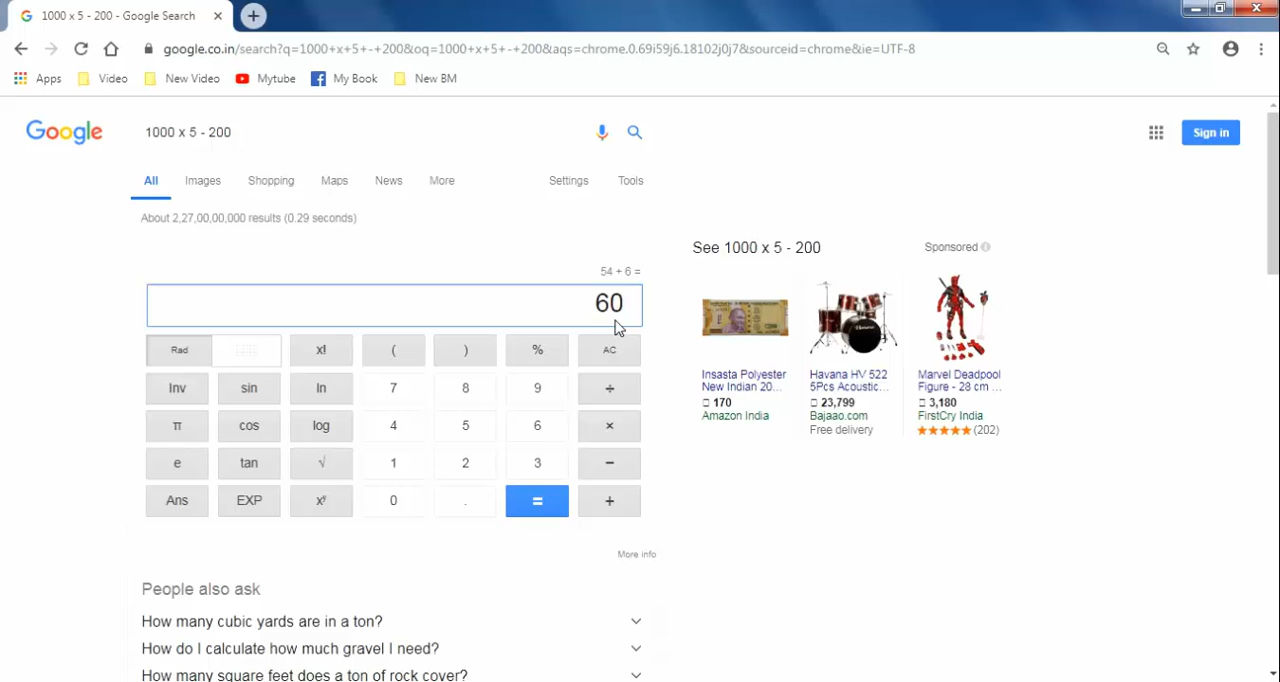 1000 x 5 - 200 - Google Search
google.co.in/search?q=1000+x+5+-+200&oq=1000+x+5+-+200&aqs=chrome.0.69i59j6.18102j0j7&sourceid=chrome&ie=UTF-8
Apps Video New Video Mytube My Book New BM
Google 1000 x 5 - 200 Sign in
All Images Shopping Maps News More Settings Tools
About 2,27,00,00,000 results (0.29 seconds)
54 + 6 =
60
Rad x! ( ) % AC
Inv sin ln 7 8 9 ÷
π cos log 4 5 6 ×
e tan √ 1 2 3 −
Ans EXP xʸ 0 . = +
More info
People also ask
How many cubic yards are in a ton?
How do I calculate how much gravel I need?
How many square feet does a ton of rock cover?
See 1000 x 5 - 200 Sponsored
Insasta Polyester
New Indian 20...
170
Amazon India
Havana HV 522
5Pcs Acoustic...
23,799
Bajaao.com
Free delivery
Marvel Deadpool
Figure - 28 cm ...
3,180
FirstCry India
(202)